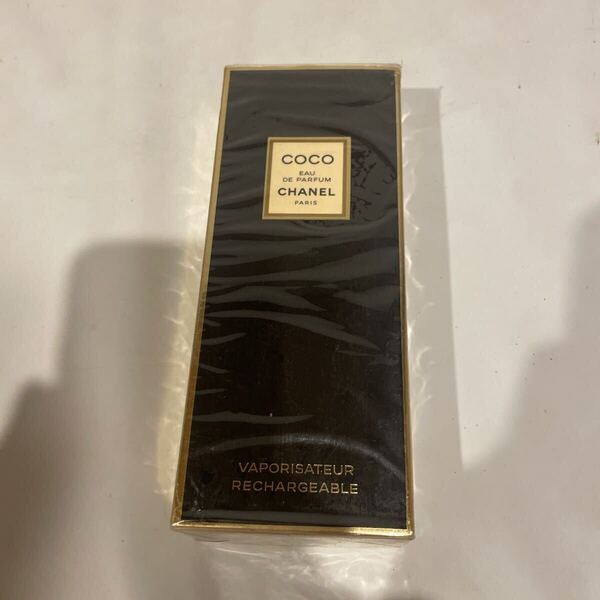 COCO
EAU
DE PARFUM
CHANEL
PARIS
VAPORISATEUR
RECHARGEABLE